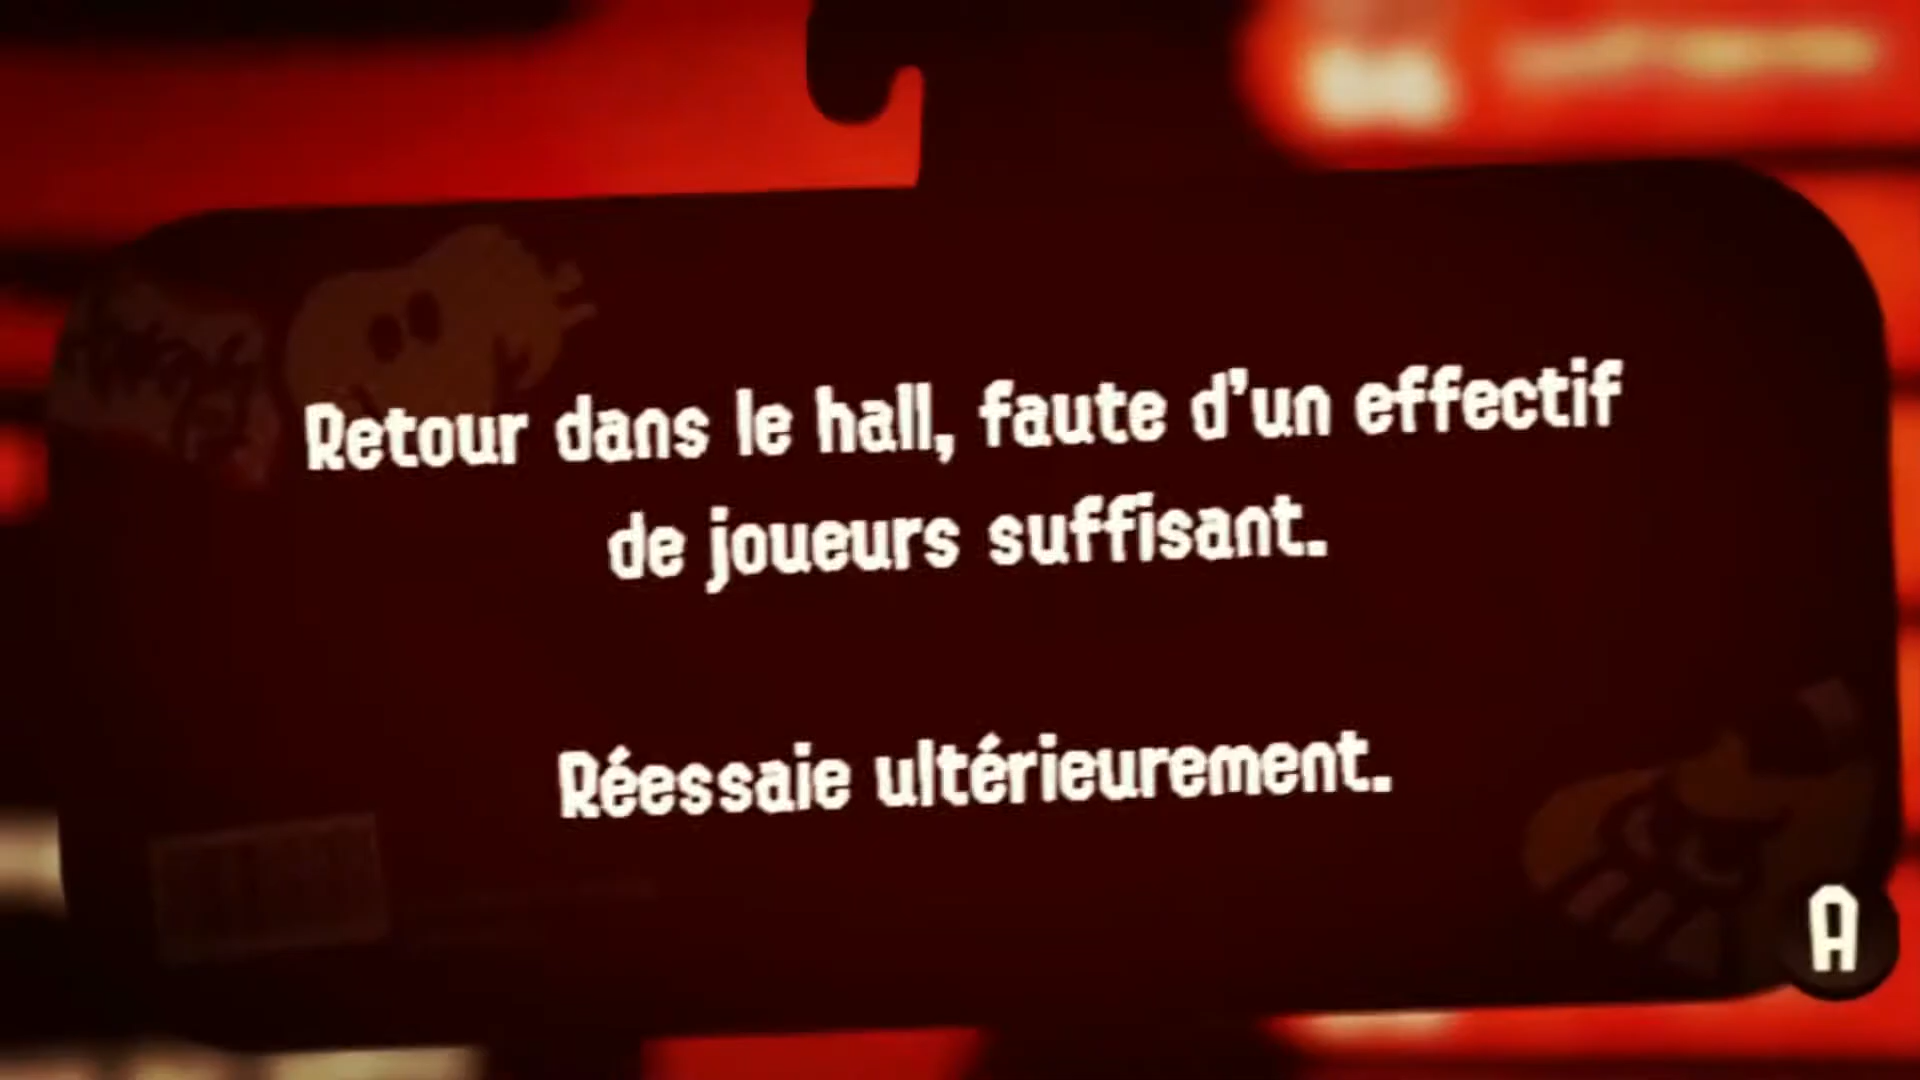 Retour dans le hall, faute d'un effectif
de joueurs suffisant.
Réessaie ultérieurement.
A